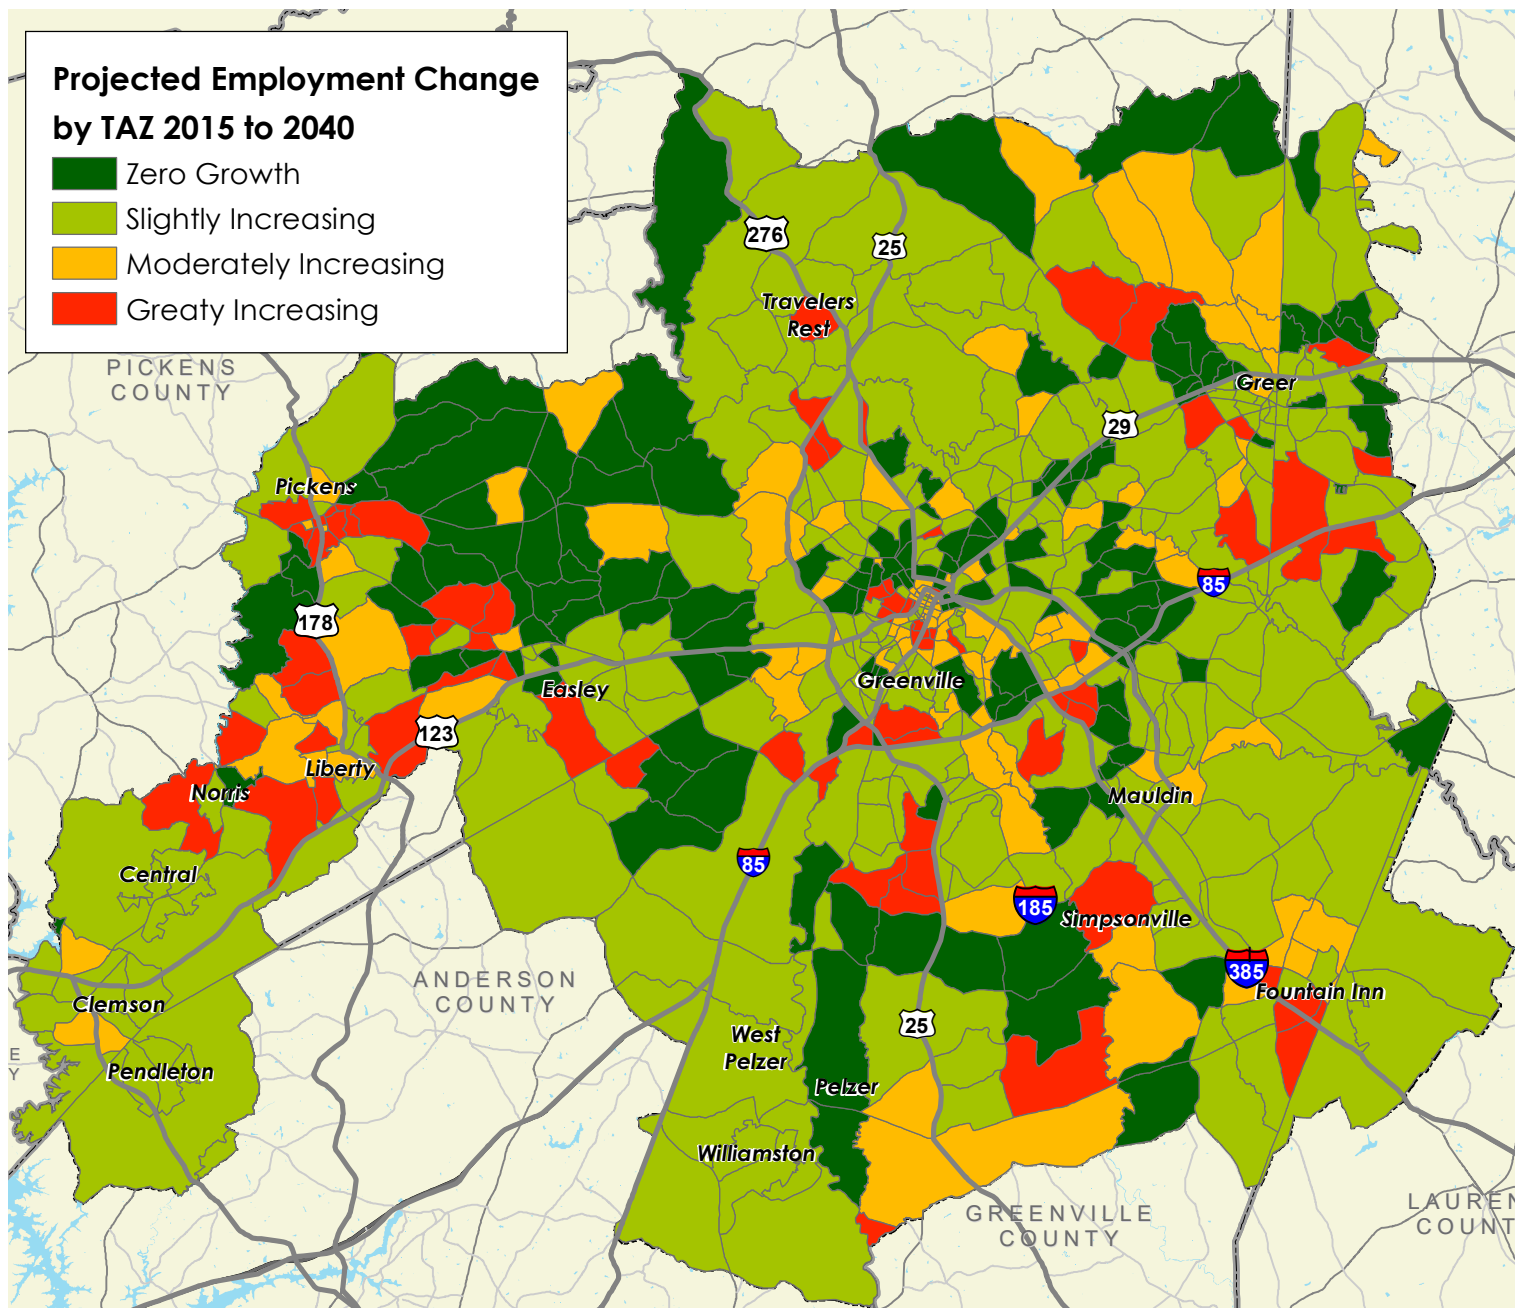 Projected Employment Change
by TAZ 2015 to 2040
Zero Growth
Slightly Increasing
Moderately Increasing
Greaty Increasing
276
25
Travelers
Rest
PICKENS
COUNTY
Greer
29
Pickens
85
178
Greenville
Easley
123
Liberty
Norris
Mauldin
85
Central
185
Simpsonville
385
ANDERSON
COUNTY
Fountain Inn
Clemson
25
West
Pelzer
E
Y
Pendleton
Pelzer
Williamston
GREENVILLE
COUNTY
LAUREN
COUNT